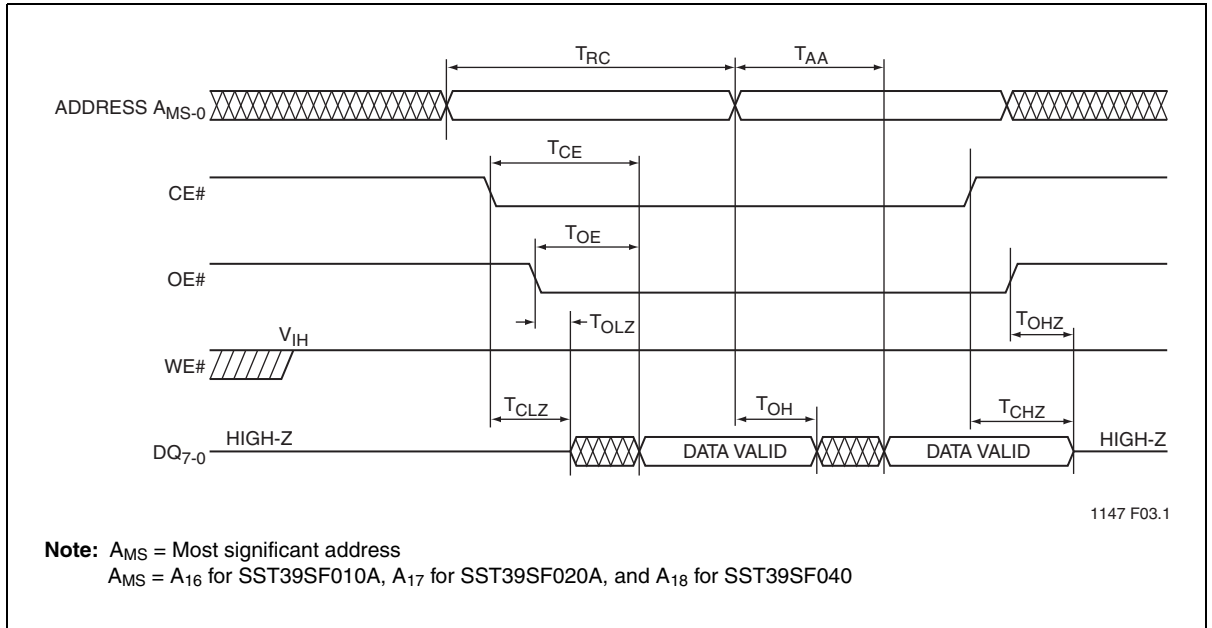 TRC
TAA
ADDRESS AMS-0
TCE
CE#
TOE
OE#
TOLZ
TOHZ
VIH
WE#
TCLZ
TOH
TCHZ
HIGH-Z
DATA VALID
DATA VALID
HIGH-Z
DQ7-0
1147 F03.1
Note: AMS = Most significant address
AMS = A16 for SST39SF010A, A17 for SST39SF020A, and A18 for SST39SF040